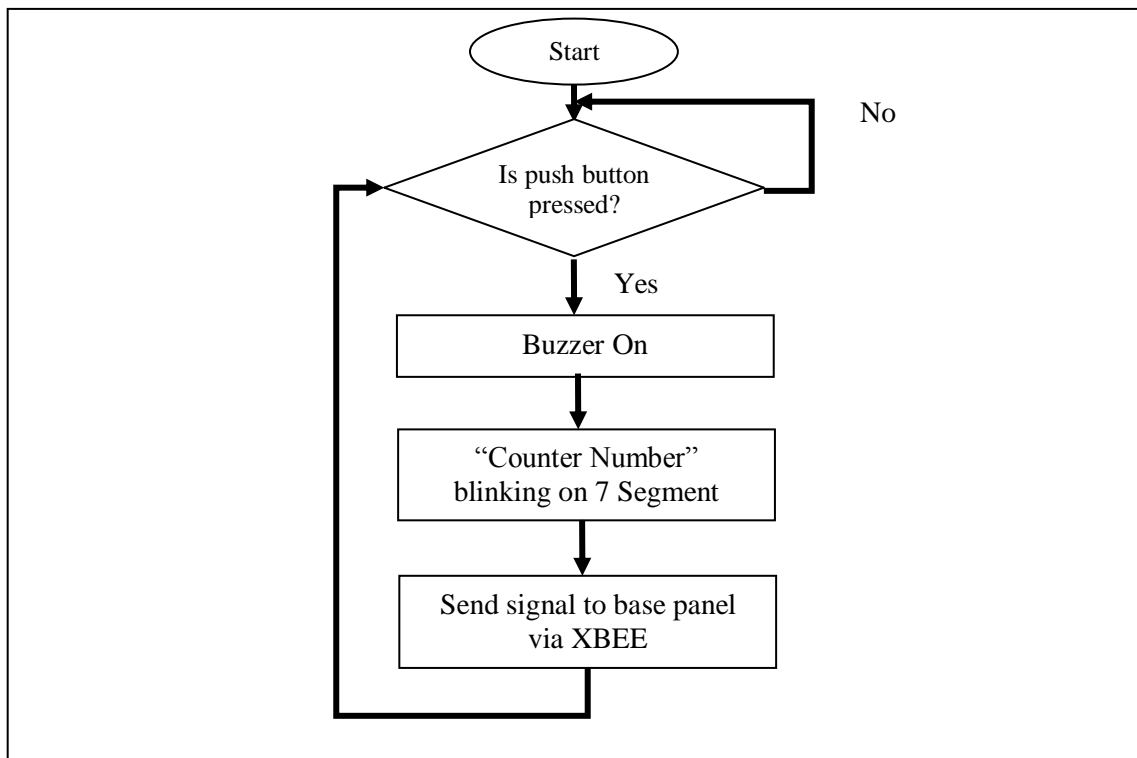 Start
No
Is push button
pressed?
Yes
Buzzer On
“Counter Number”
blinking on 7 Segment
Send signal to base panel
via XBEE